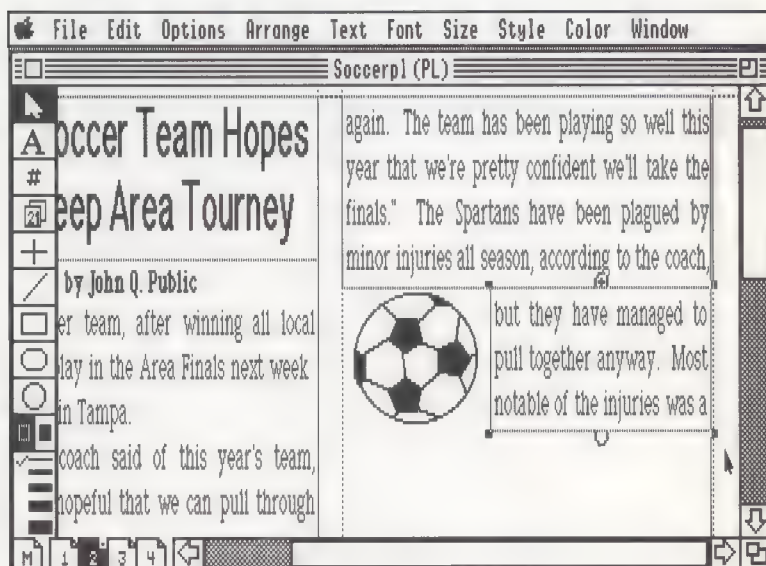 File Edit Options Arrange Text Font Size Style Color Window
Soccerpl (PL)
A
#
21
occer Team Hopes
eep Area Tourney
by John Q. Public
er team, after winning all local
lay in the Area Finals next week
in Tampa.
coach said of this year's team,
hopeful that we can pull through
again. The team has been playing so well this
year that we're pretty confident we'll take the
finals." The Spartans have been plagued by
minor injuries all season, according to the coach,
but they have managed to
pull together anyway. Most
notable of the injuries was a
M 1 2 3 4